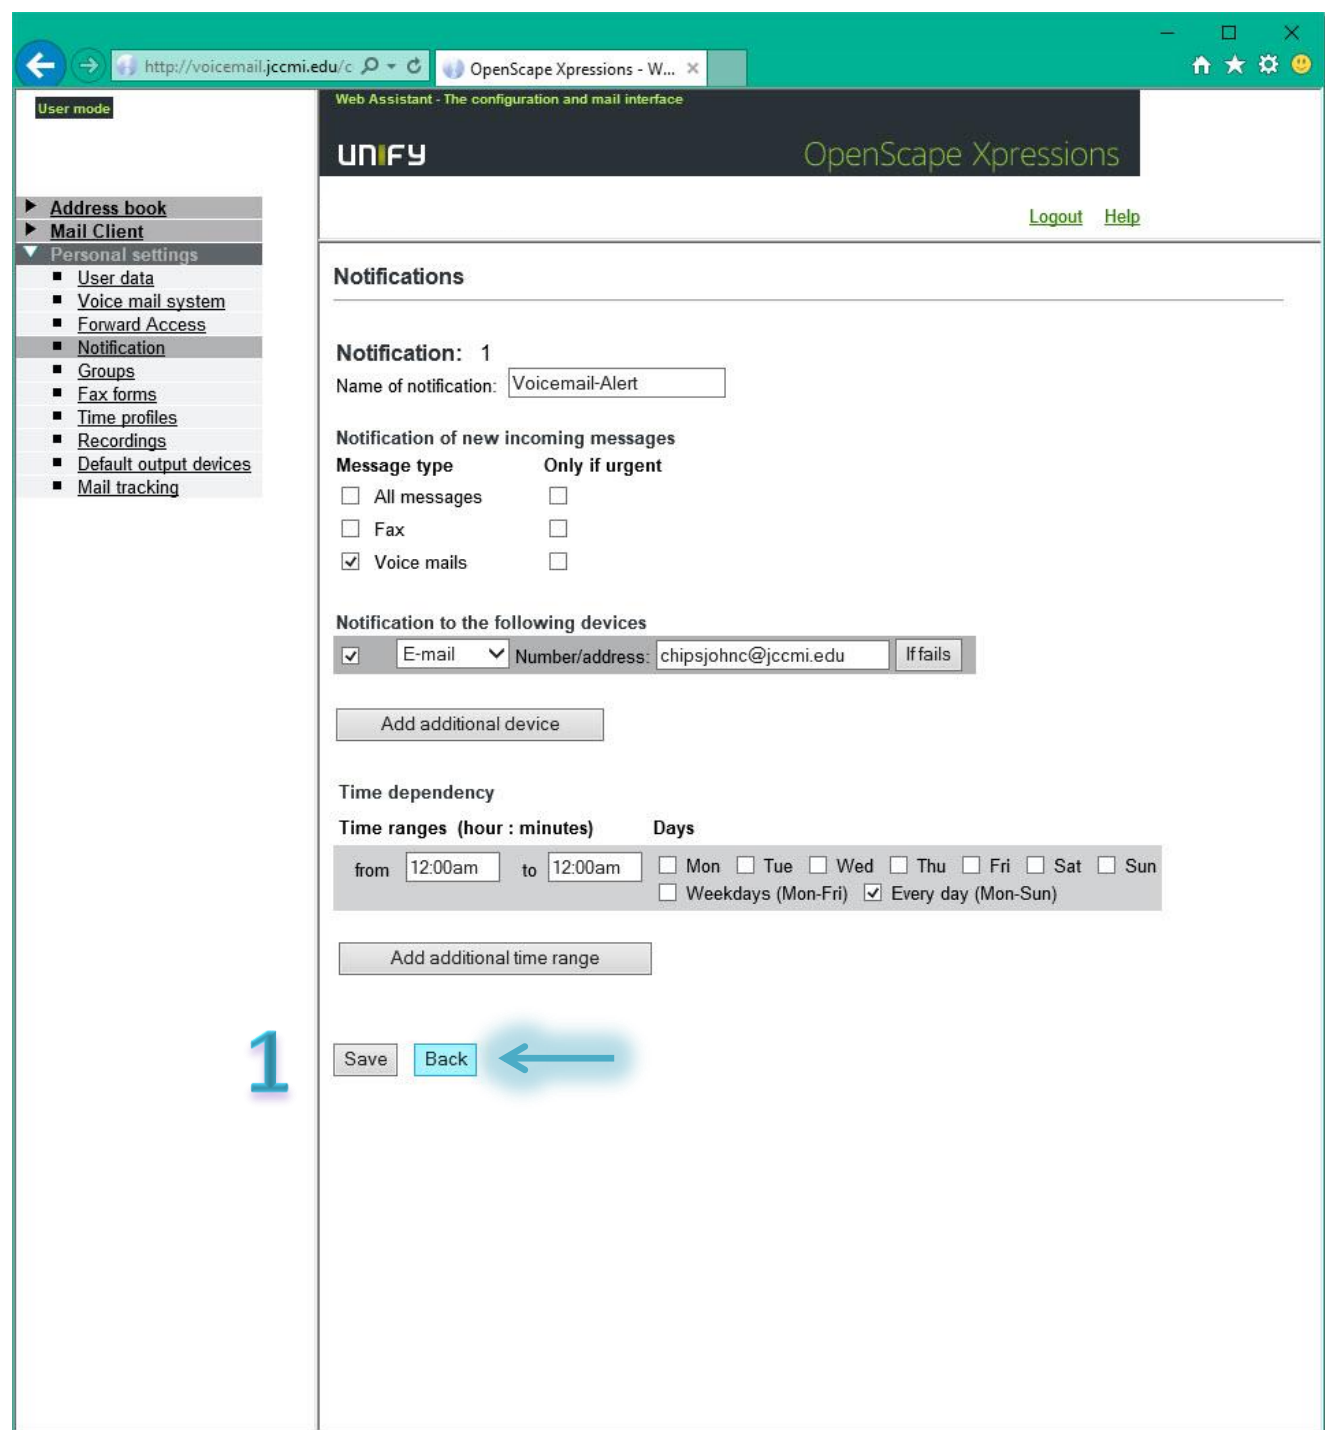 http://voicemail.jccmi.edu/c
OpenScape Xpressions - W...
User mode
Web Assistant - The configuration and mail interface
UNIFY
OpenScape Xpressions
Logout Help
Address book
Mail Client
Personal settings
User data
Voice mail system
Forward Access
Notification
Groups
Fax forms
Time profiles
Recordings
Default output devices
Mail tracking
Notifications
Notification: 1
Name of notification: Voicemail-Alert
Notification of new incoming messages
Message type Only if urgent
All messages
Fax
Voice mails
Notification to the following devices
E-mail Number/address: chipsjohnc@jccmi.edu If fails
Add additional device
Time dependency
Time ranges (hour : minutes) Days
from 12:00am to 12:00am Mon Tue Wed Thu Fri Sat Sun
Weekdays (Mon-Fri) Every day (Mon-Sun)
Add additional time range
1 Save Back